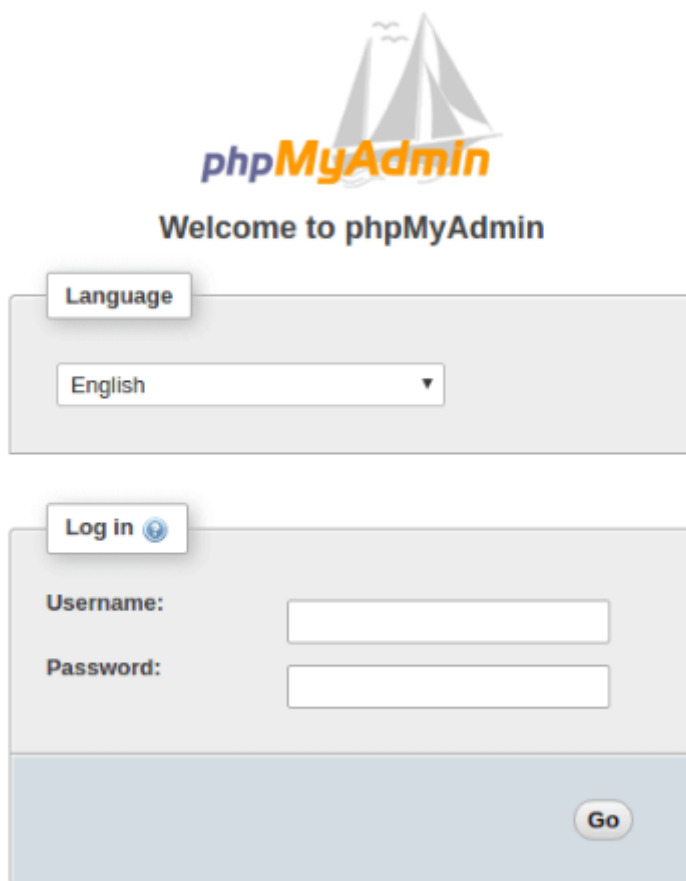 phpMyAdmin
Welcome to phpMyAdmin
Language
English
Log in
Username:
Password:
Go